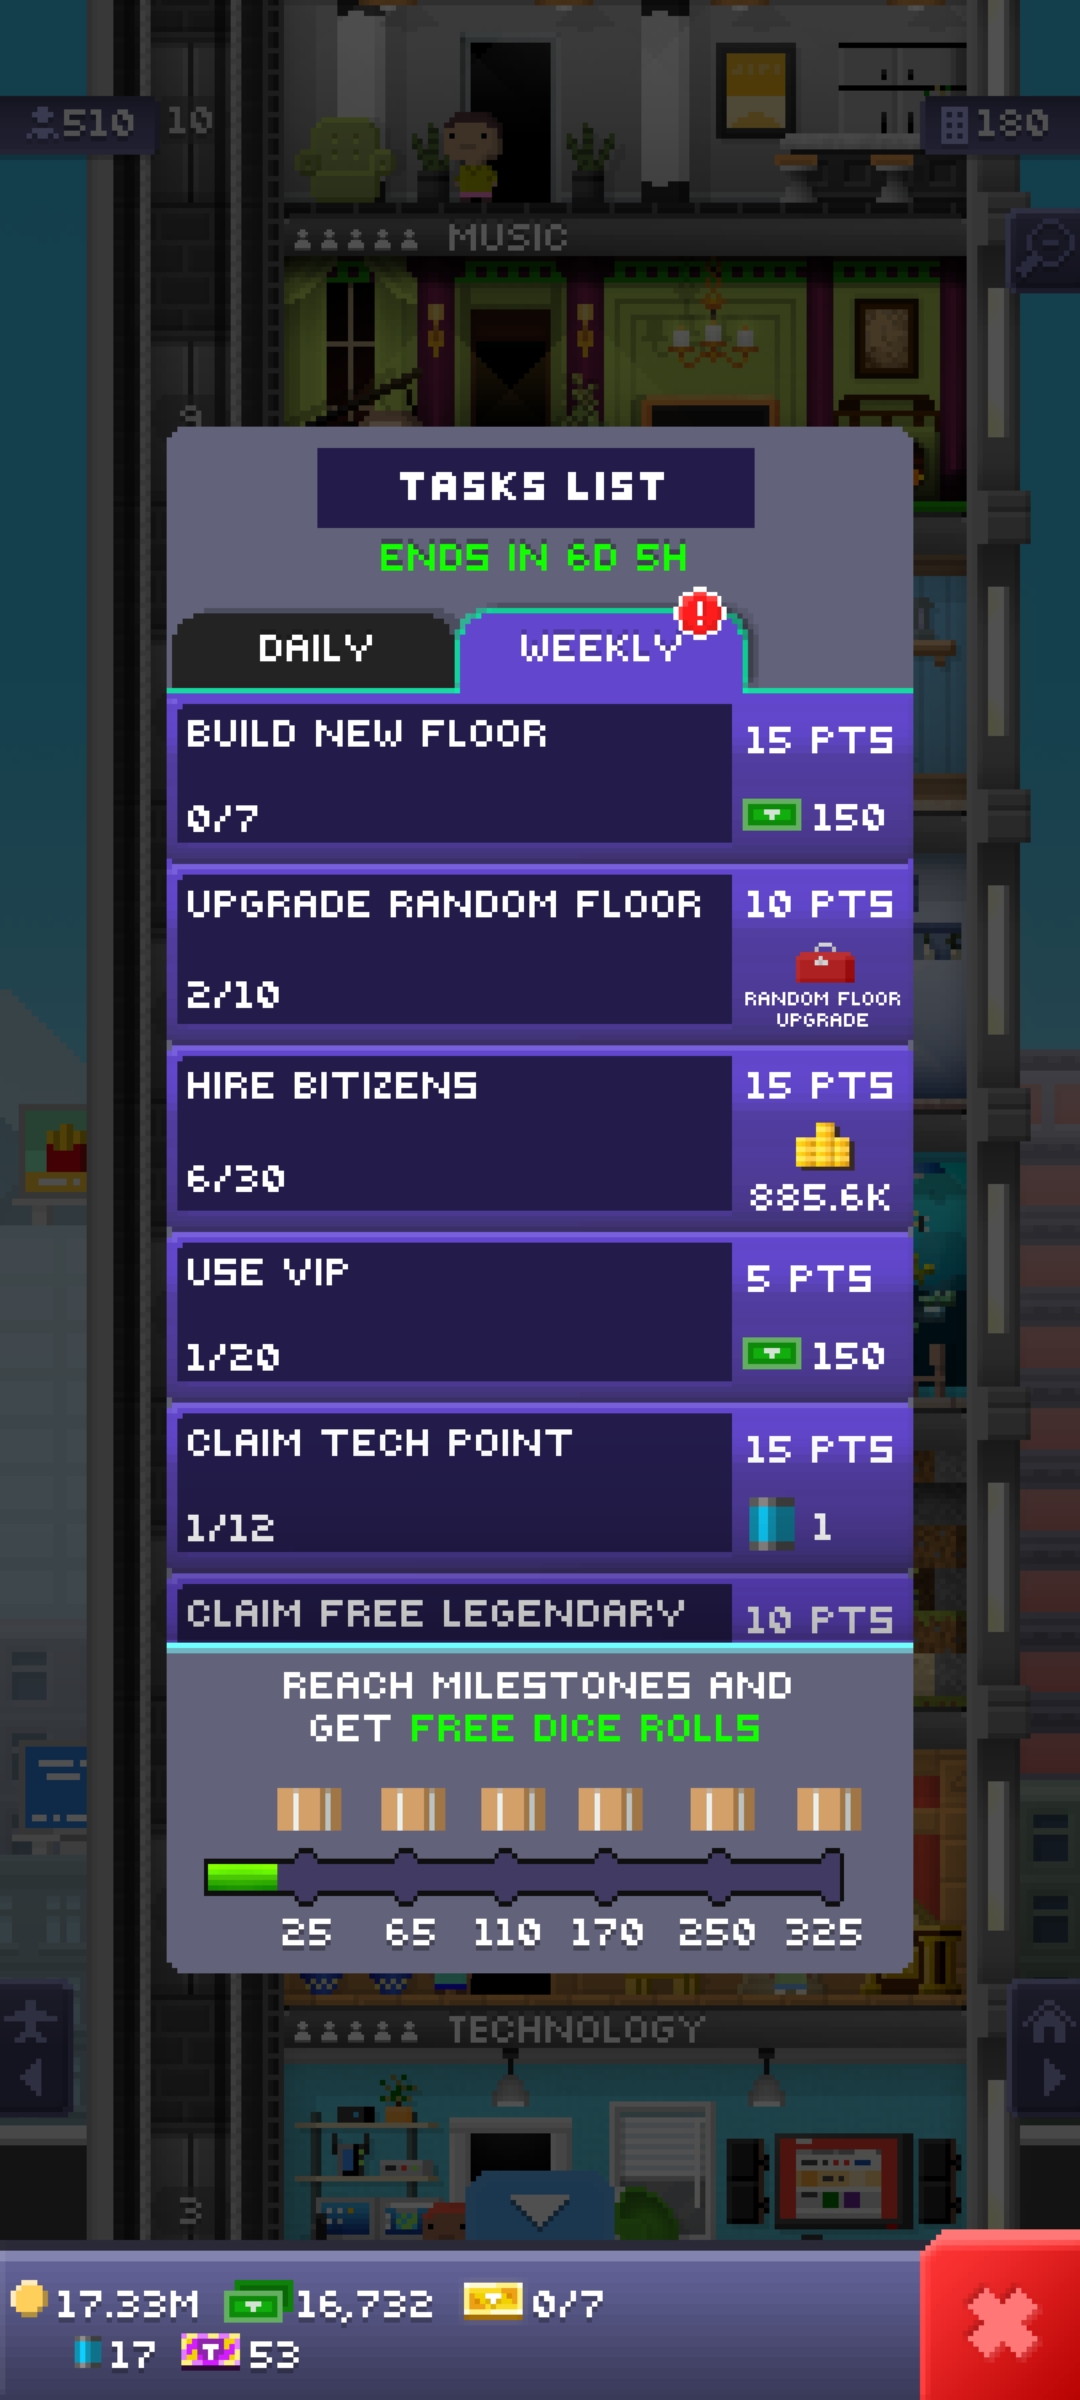 510
10
180
MUSIC
9
TASKS LIST
ENDS IN 6D 5H
DAILY
WEEKLY
!
BUILD NEW FLOOR
15 PTS
0/7
150
UPGRADE RANDOM FLOOR
10 PTS
2/10
RANDOM FLOOR
UPGRADE
HIRE BITIZENS
15 PTS
6/30
885.6K
USE VIP
5 PTS
1/20
150
CLAIM TECH POINT
15 PTS
1/12
1
CLAIM FREE LEGENDARY
10 PTS
REACH MILESTONES AND
GET FREE DICE ROLLS
25 65 110 170 250 325
TECHNOLOGY
3
17.33M 16,732 0/7
17 53